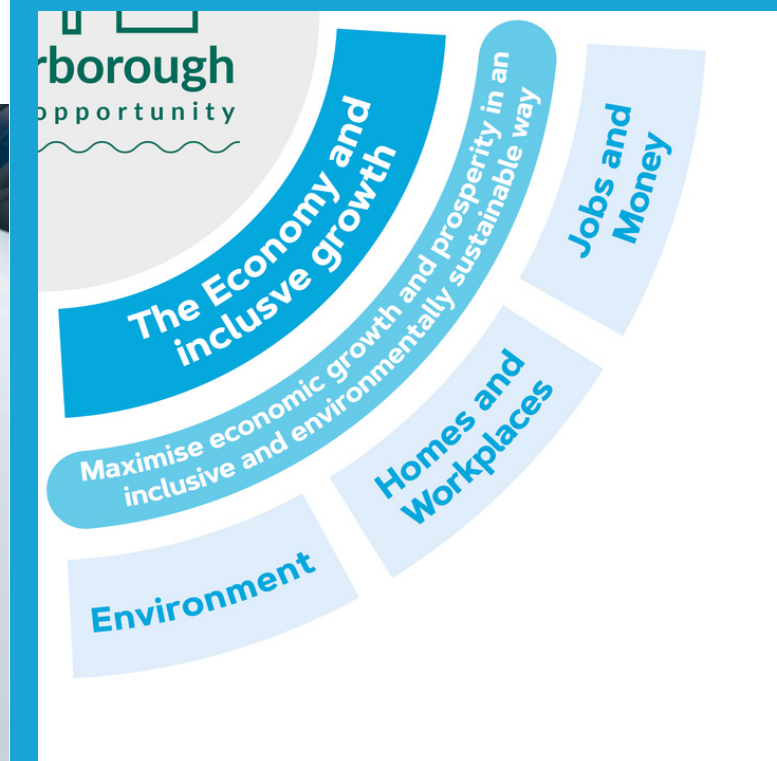 rborough
opportunity
The Economy and
inclusve growth
Maximise economic growth and prosperity in an
inclusive and environmentally sustainable way
Jobs and
Money
Homes and
Workplaces
Environment